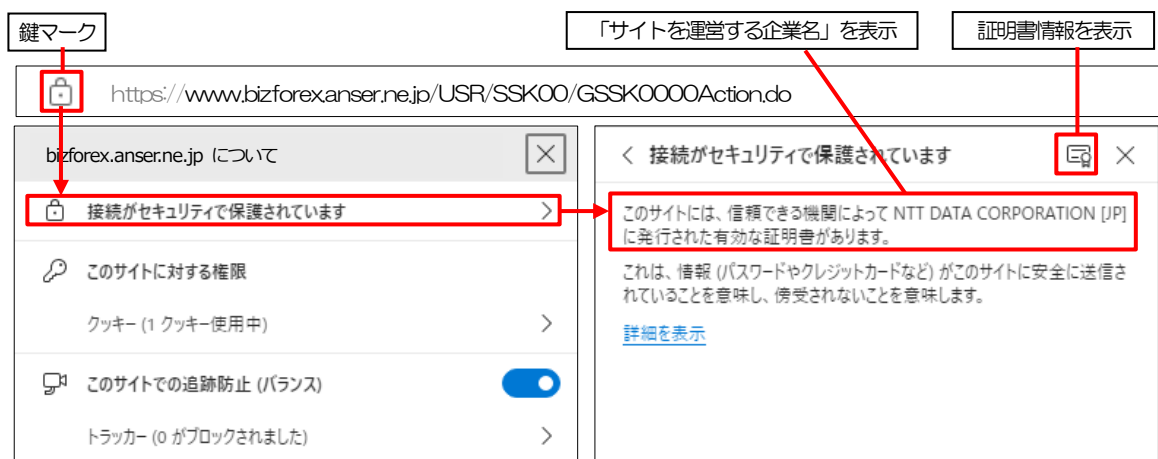 鍵マーク
「サイトを運営する企業名」を表示
証明書情報を表示
https://www.bizforex.anser.ne.jp/USR/SSK00/GSSK0000Action.do
bizforex.anser.ne.jp について
接続がセキュリティで保護されています
このサイトに対する権限
クッキー (1 クッキー使用中)
このサイトでの追跡防止 (バランス)
トラッカー (0 がブロックされました)
接続がセキュリティで保護されています
このサイトには、信頼できる機関によって NTT DATA CORPORATION [JP]
に発行された有効な証明書があります。
これは、情報 (パスワードやクレジットカードなど) がこのサイトに安全に送信さ
れていることを意味し、傍受されないことを意味します。
詳細を表示